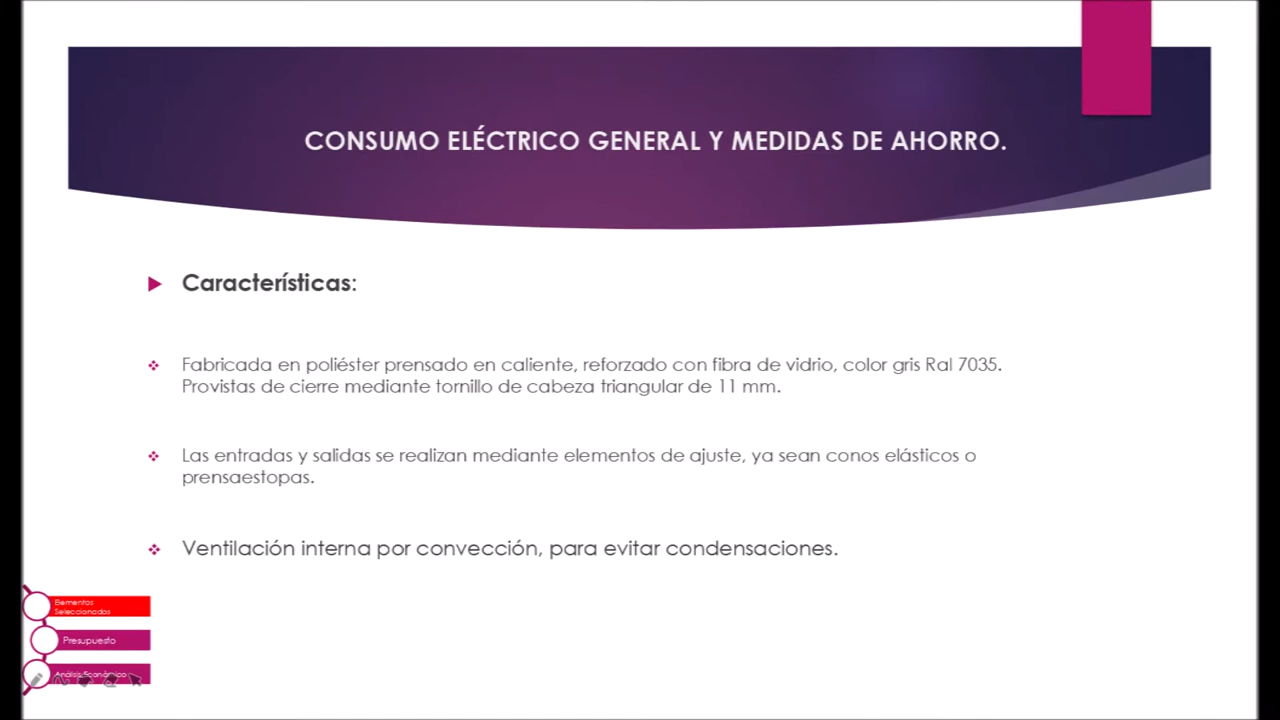 CONSUMO ELÉCTRICO GENERAL Y MEDIDAS DE AHORRO.
Características:
Fabricada en poliéster prensado en caliente, reforzado con fibra de vidrio, color gris Ral 7035.
Provistas de cierre mediante tornillo de cabeza triangular de 11 mm.
Las entradas y salidas se realizan mediante elementos de ajuste, ya sean conos elásticos o
prensaestopas.
Ventilación interna por convección, para evitar condensaciones.
Elementos
Seleccionados
Presupuesto
Análisis Económico